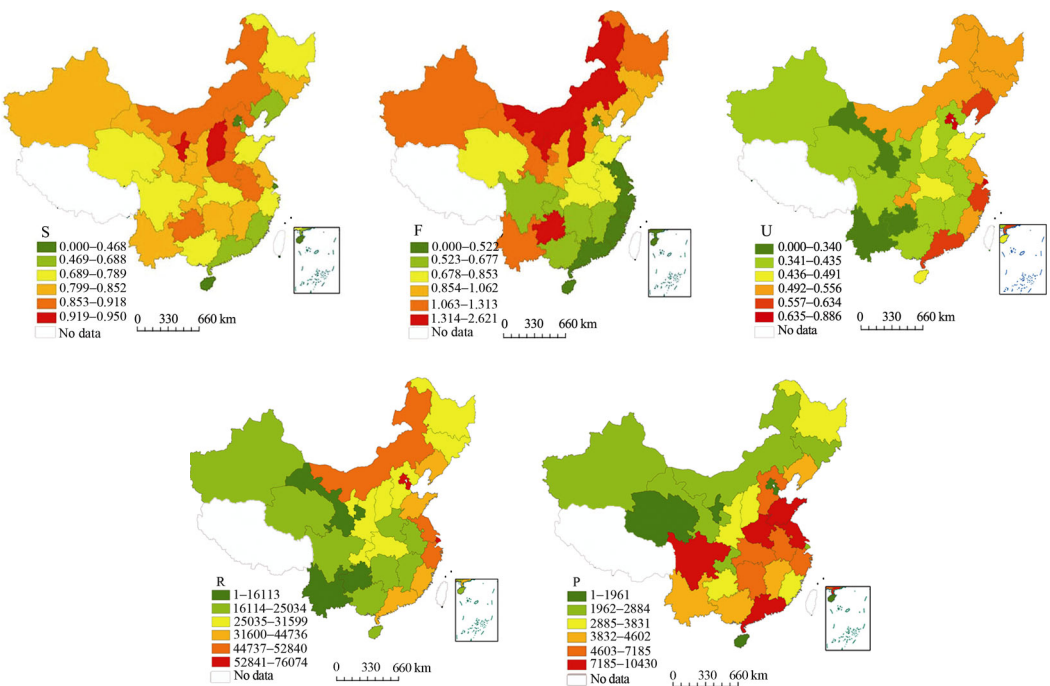 S
0.000–0.468
0.469–0.688
0.689–0.789
0.799–0.852
0.853–0.918
0.919–0.950
No data
0 330 660 km
F
0.000–0.522
0.523–0.677
0.678–0.853
0.854–1.062
1.063–1.313
1.314–2.621
No data
0 330 660 km
U
0.000–0.340
0.341–0.435
0.436–0.491
0.492–0.556
0.557–0.634
0.635–0.886
No data
0 330 660 km
R
1–16113
16114–25034
25035–31599
31600–44736
44737–52840
52841–76074
No data
0 330 660 km
P
1–1961
1962–2884
2885–3831
3832–4602
4603–7185
7185–10430
No data
0 330 660 km